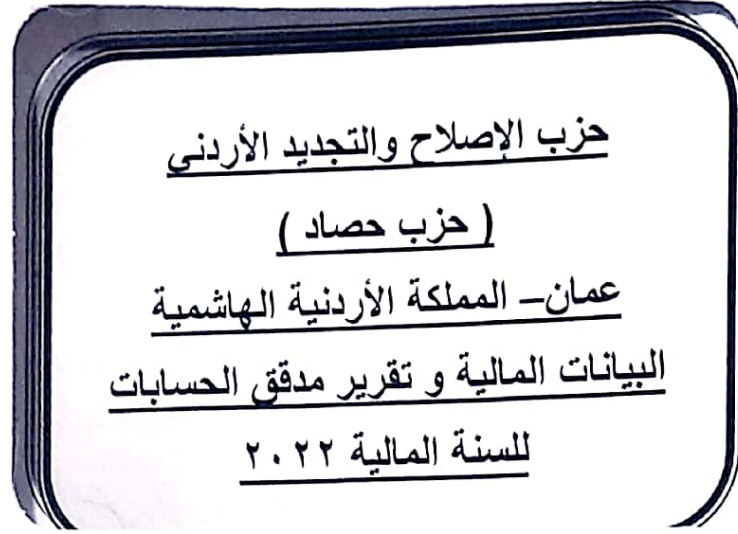 حزب الإصلاح والتجديد الأردني
( حزب حصاد )
عمان– المملكة الأردنية الهاشمية
البيانات المالية و تقرير مدقق الحسابات
للسنة المالية ٢٠٢٢